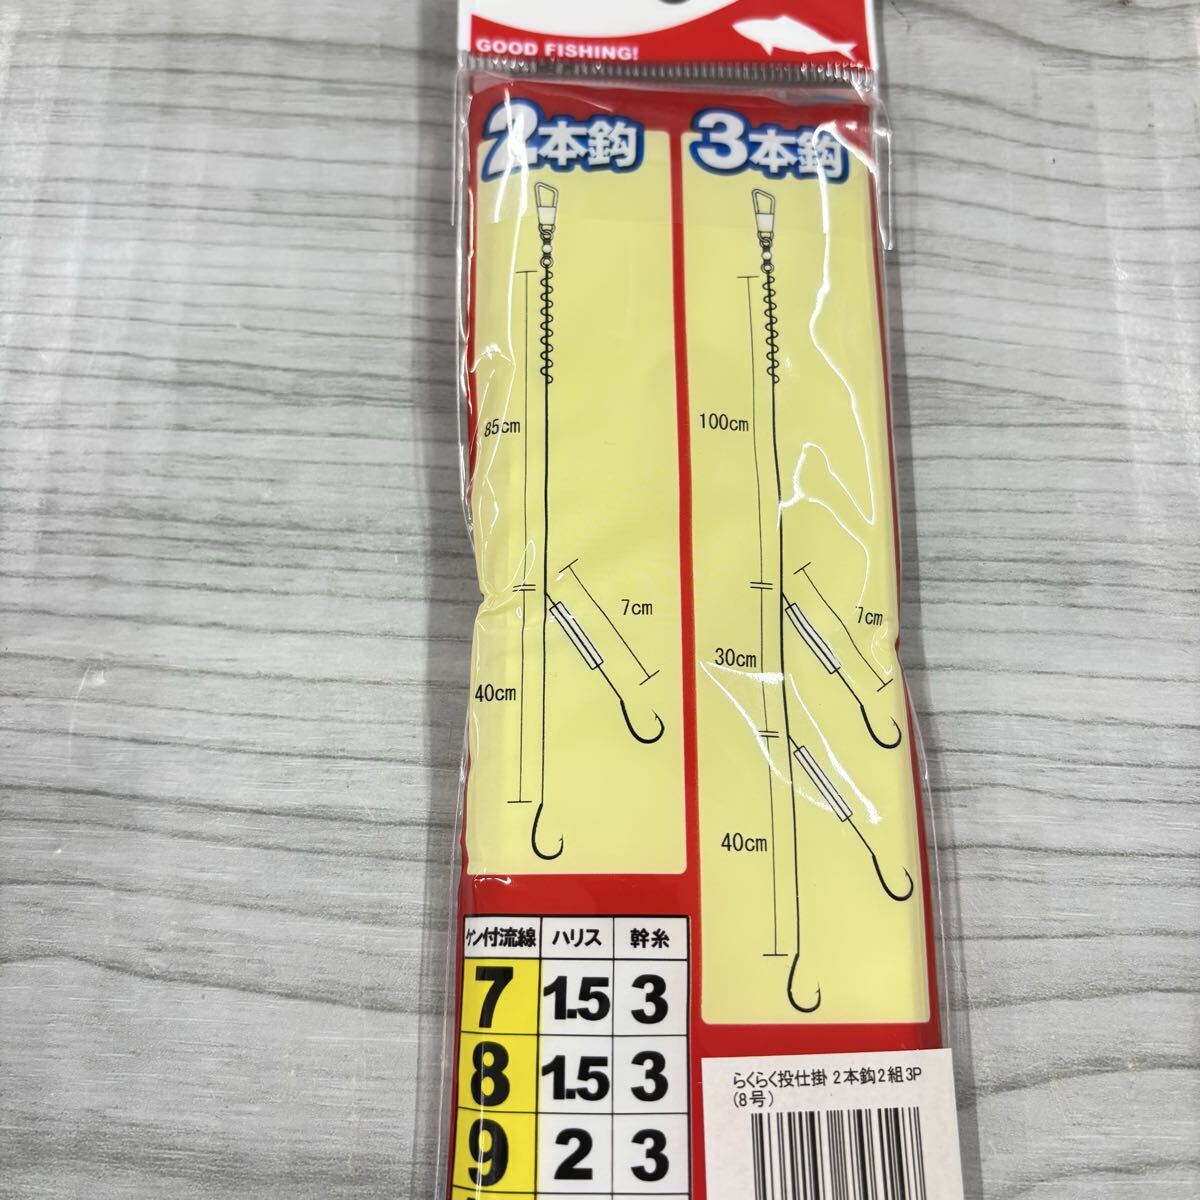 GOOD FISHING!
2本鈎
85cm
7cm
40cm
3本鈎
100cm
7cm
30cm
40cm
ケン付流線 ハリス 幹糸
7 1.5 3
8 1.5 3
9 2 3
らくらく投仕掛 2本鈎2組3P
(8号)